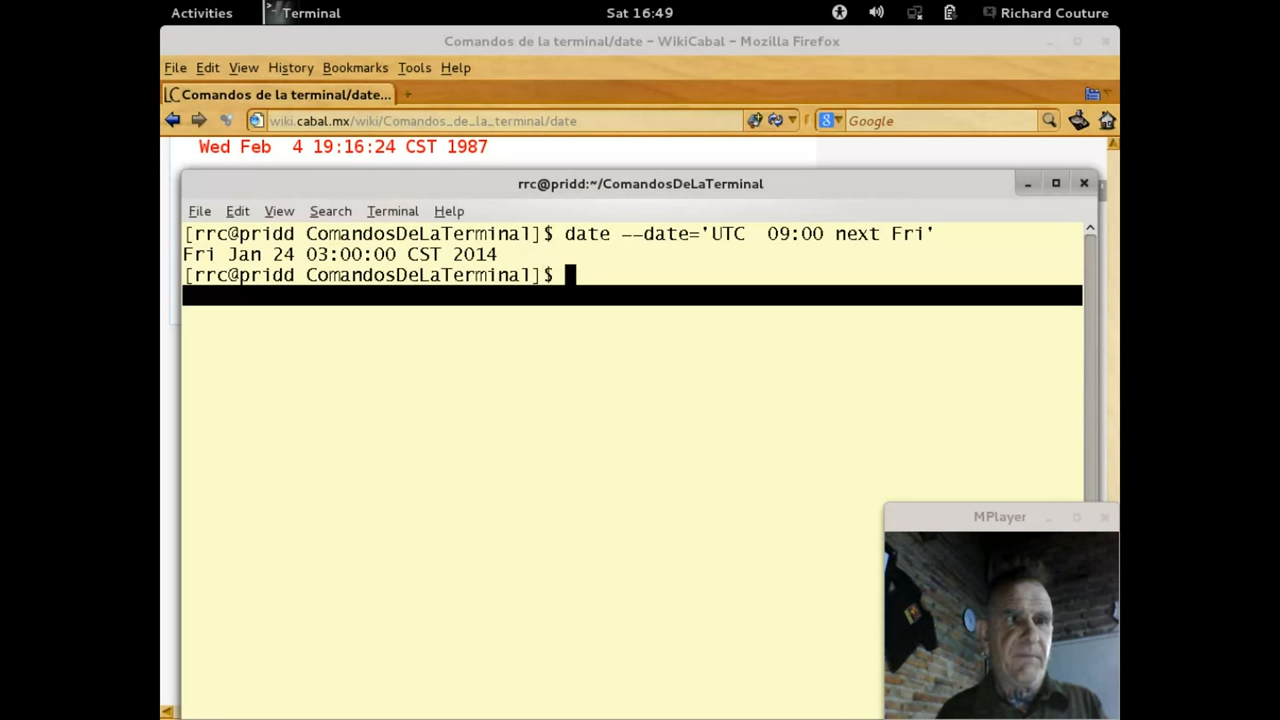 Activities Terminal Sat 16:49 Richard Couture
Comandos de la terminal/date - WikiCabal - Mozilla Firefox
File Edit View History Bookmarks Tools Help
Comandos de la terminal/date...
wiki.cabal.mx/wiki/Comandos_de_la_terminal/date Google
Wed Feb  4 19:16:24 CST 1987
rrc@pridd:~/ComandosDeLaTerminal
File Edit View Search Terminal Help
[rrc@pridd ComandosDeLaTerminal]$ date --date='UTC  09:00 next Fri'
Fri Jan 24 03:00:00 CST 2014
[rrc@pridd ComandosDeLaTerminal]$
MPlayer